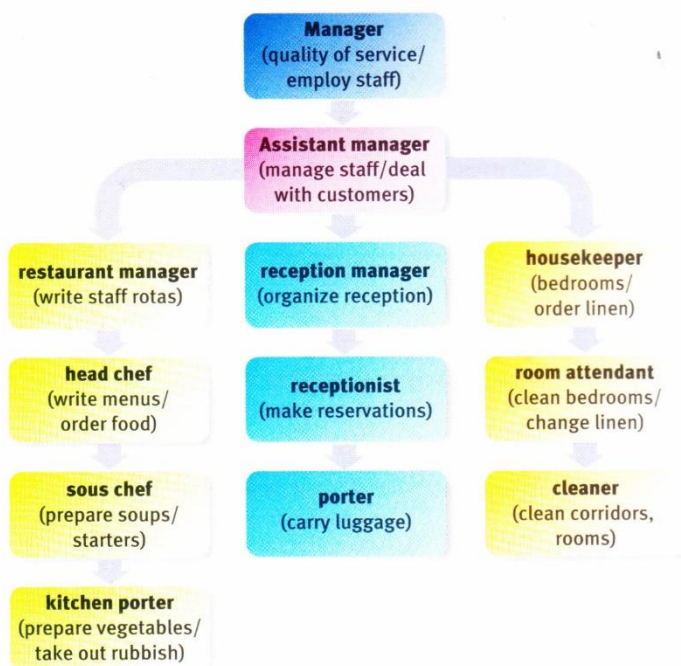 Manager
(quality of service/
employ staff)
Assistant manager
(manage staff/deal
with customers)
restaurant manager
(write staff rotas)
head chef
(write menus/
order food)
sous chef
(prepare soups/
starters)
kitchen porter
(prepare vegetables/
take out rubbish)
reception manager
(organize reception)
receptionist
(make reservations)
porter
(carry luggage)
housekeeper
(bedrooms/
order linen)
room attendant
(clean bedrooms/
change linen)
cleaner
(clean corridors,
rooms)